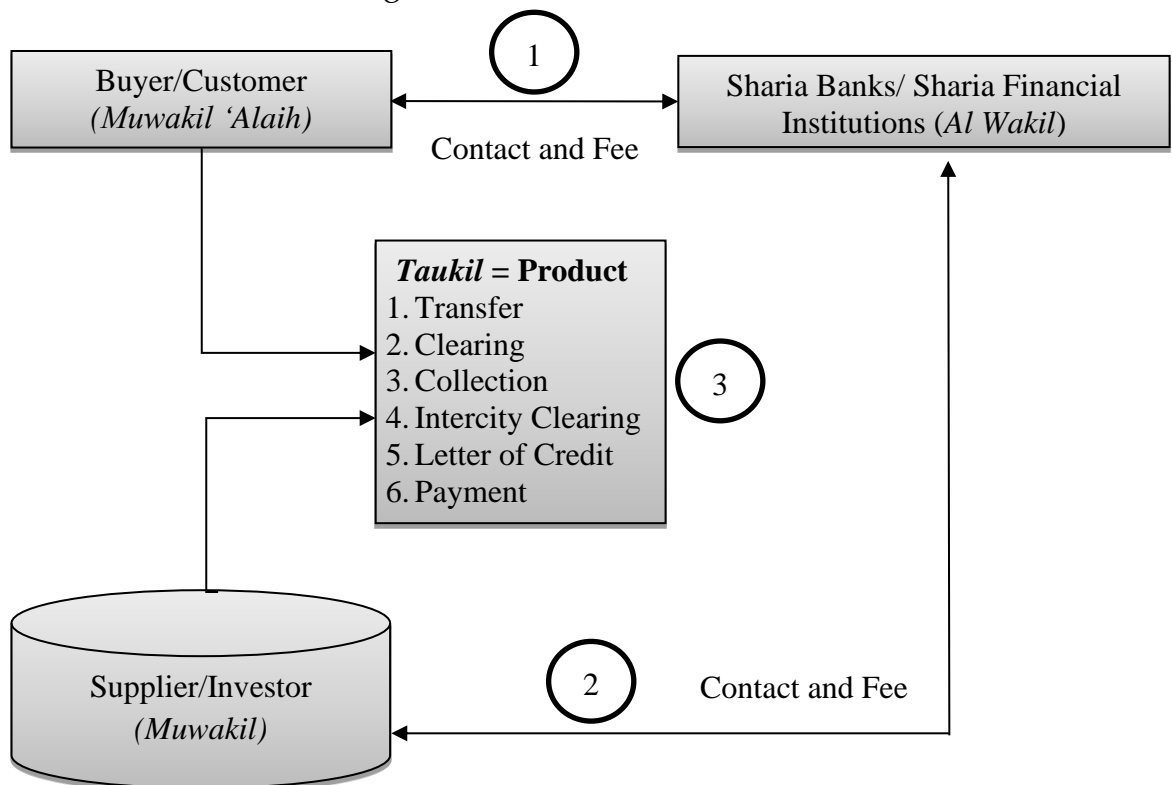 1
Buyer/Customer
(Muwakil ‘Alaih)
Sharia Banks/ Sharia Financial
Institutions (Al Wakil)
Contact and Fee
Taukil = Product
1. Transfer
2. Clearing
3. Collection
4. Intercity Clearing
5. Letter of Credit
6. Payment
3
Supplier/Investor
(Muwakil)
2
Contact and Fee